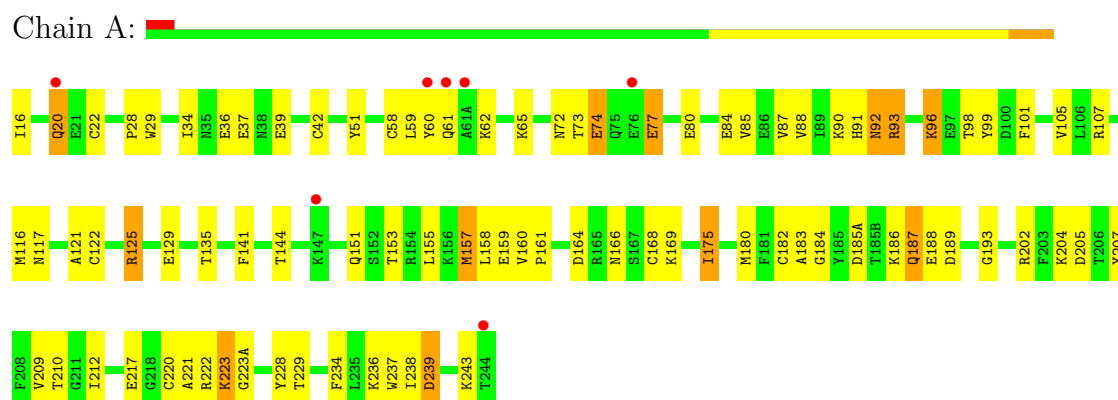 Chain A:
I16 Q20 E21 C22 P28 W29 I34 N35 E36 E37 N38 E39 C42 Y51 C58 L59 Y60 Q61 A61A K62 K65 N72 T73 E74 Q75 E76 E77 E80 E84 V85 E86 V87 V88 I89 K90 H91 N92 R93 K96 E97 T98 Y99 D100 F101 V105 L106 R107
M116 N117 A121 C122 R125 E129 T135 F141 T144 K147 Q151 S152 T153 R154 L155 K156 M157 L158 E159 V160 P161 D164 R165 N166 S167 C168 K169 I175 M180 F181 C182 A183 G184 Y185 D185A T185B K186 Q187 E188 D189 G193 R202 F203 K204 D205 T206 Y207
F208 V209 T210 G211 I212 E217 G218 C220 A221 R222 K223 G223A Y228 T229 F234 L235 K236 W237 I238 D239 K243 T244